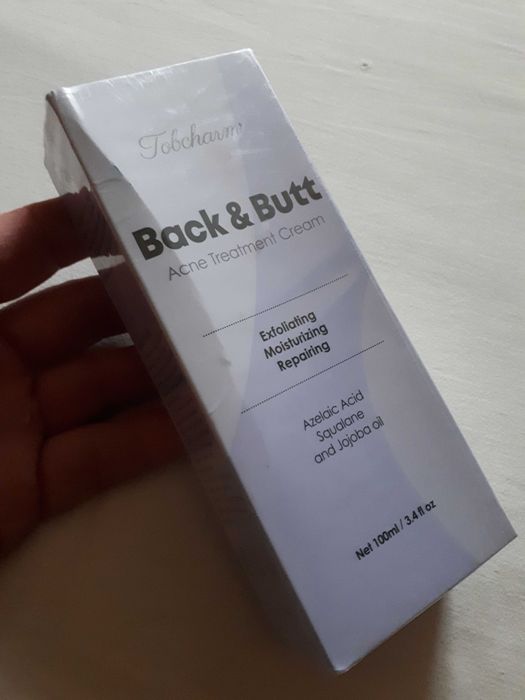 Tobcharm
Back & Butt
Acne Treatment Cream
Exfoliating
Moisturizing
Repairing
Azelaic Acid
Squalane
and Jojoba oil
Net 100ml / 3.4 fl oz